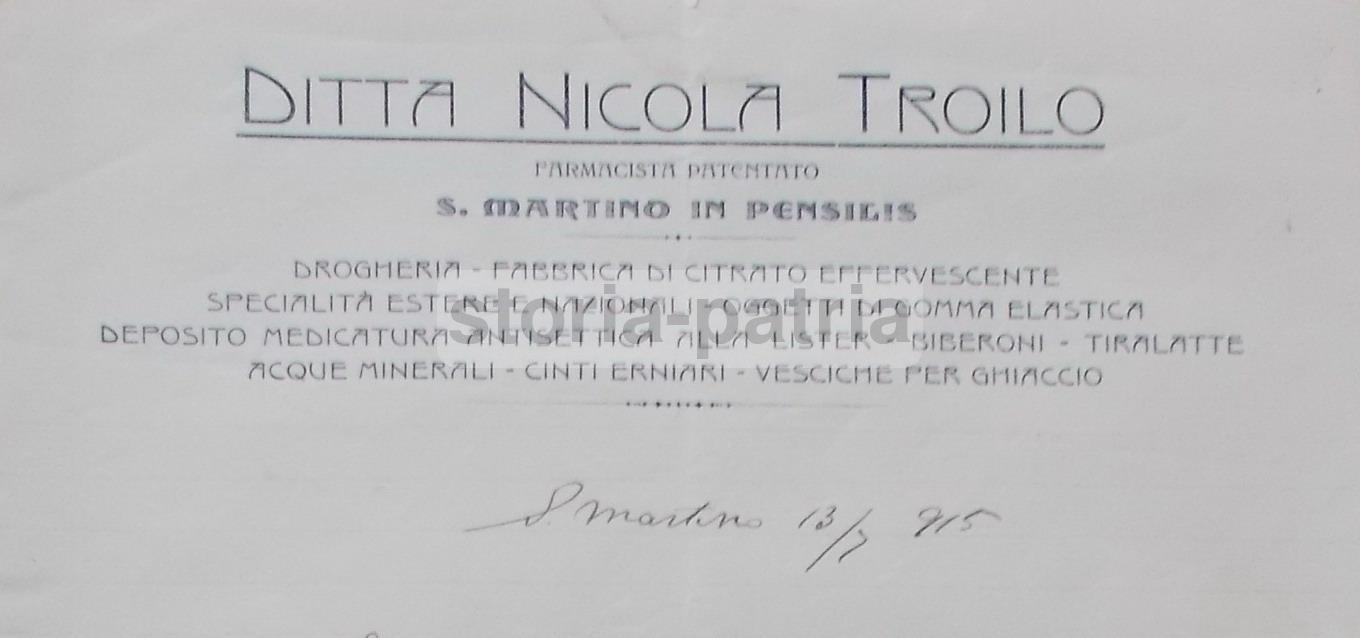 DITTA NICOLA TROILO
FARMACISTA PATENTATO
S. MARTINO IN PENSILIS
DROGHERIA - FABBRICA DI CITRATO EFFERVESCENTE
SPECIALITÀ ESTERE E NAZIONALI - OGGETTI DI GOMMA ELASTICA
storia-patria
DEPOSITO MEDICATURA ANTISETTICA ALLA LISTER - BIBERONI - TIRALATTE
ACQUE MINERALI - CINTI ERNIARI - VESCICHE PER GHIACCIO
S. Martino 13/7 915